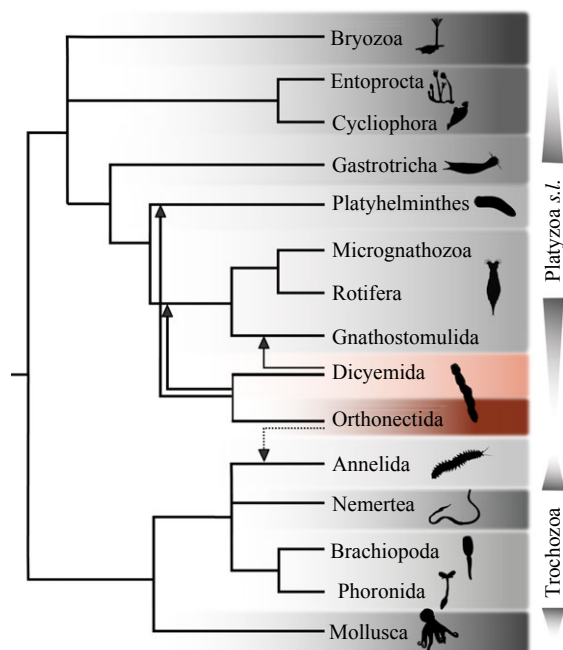 Bryozoa
Entoprocta
Cycliophora
Gastrotricha
Platyhelminthes
Micrognathozoa
Rotifera
Gnathostomulida
Dicyemida
Orthonectida
Annelida
Nemertea
Brachiopoda
Phoronida
Mollusca
Platyzoa s.l.
Trochozoa